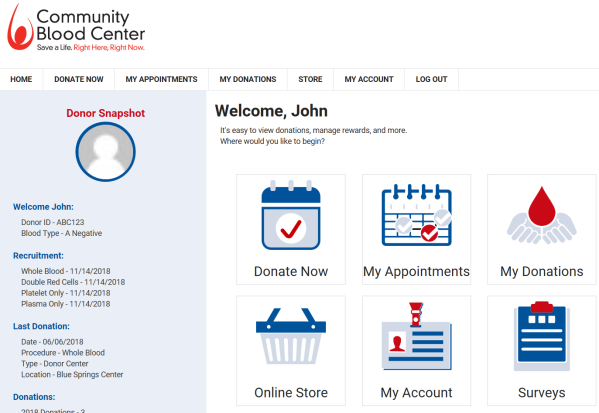 Community
Blood Center
Save a Life. Right Here, Right Now.
HOME DONATE NOW MY APPOINTMENTS MY DONATIONS STORE MY ACCOUNT LOG OUT
Donor Snapshot
Welcome John:
Donor ID - ABC123
Blood Type - A Negative
Recruitment:
Whole Blood - 11/14/2018
Double Red Cells - 11/14/2018
Platelet Only - 11/14/2018
Plasma Only - 11/14/2018
Last Donation:
Date - 06/06/2018
Procedure - Whole Blood
Type - Donor Center
Location - Blue Springs Center
Donations:
2018 Donations - 3
Welcome, John
It's easy to view donations, manage rewards, and more.
Where would you like to begin?
Donate Now
My Appointments
My Donations
Online Store
My Account
Surveys